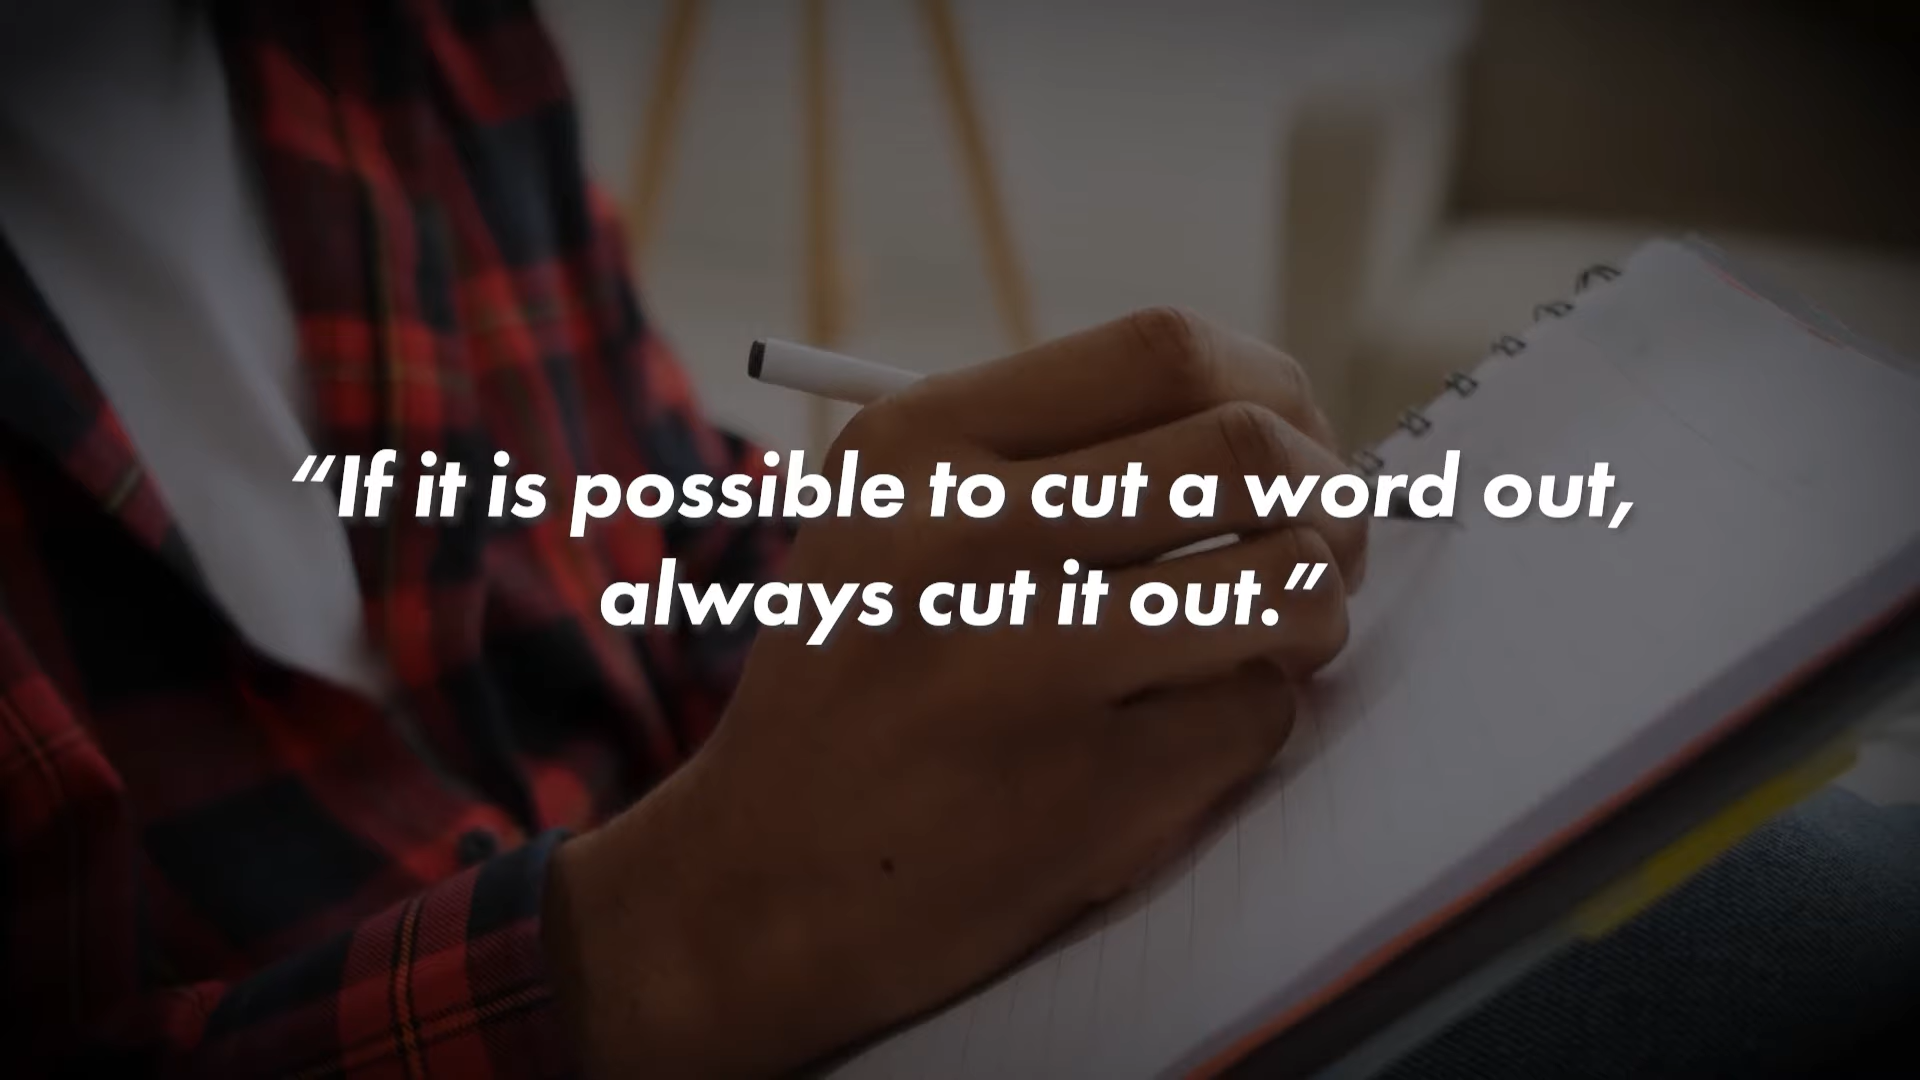 “If it is possible to cut a word out,
always cut it out.”